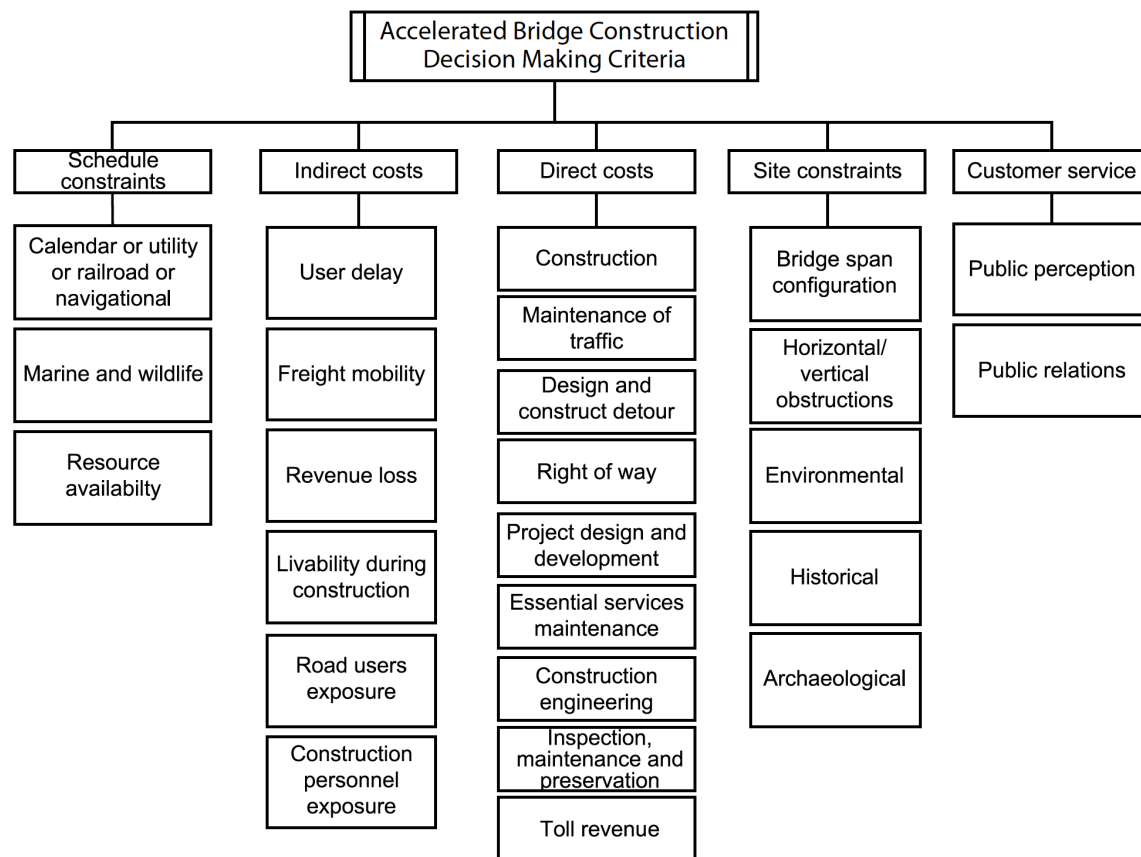 Accelerated Bridge Construction
Decision Making Criteria
Schedule
constraints
Calendar or utility
or railroad or
navigational
Marine and wildlife
Resource
availabilty
Indirect costs
User delay
Freight mobility
Revenue loss
Livability during
construction
Road users
exposure
Construction
personnel
exposure
Direct costs
Construction
Maintenance of
traffic
Design and
construct detour
Right of way
Project design and
development
Essential services
maintenance
Construction
engineering
Inspection,
maintenance and
preservation
Toll revenue
Site constraints
Bridge span
configuration
Horizontal/
vertical
obstructions
Environmental
Historical
Archaeological
Customer service
Public perception
Public relations